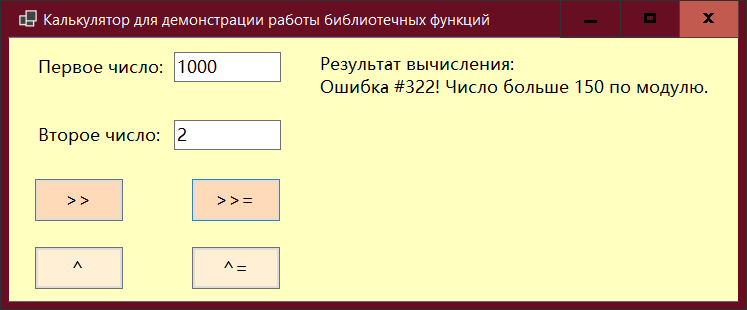 Калькулятор для демонстрации работы библиотечных функций
Первое число: 1000
Результат вычисления:
Ошибка #322! Число больше 150 по модулю.
Второе число: 2
>> >>=
^ ^=